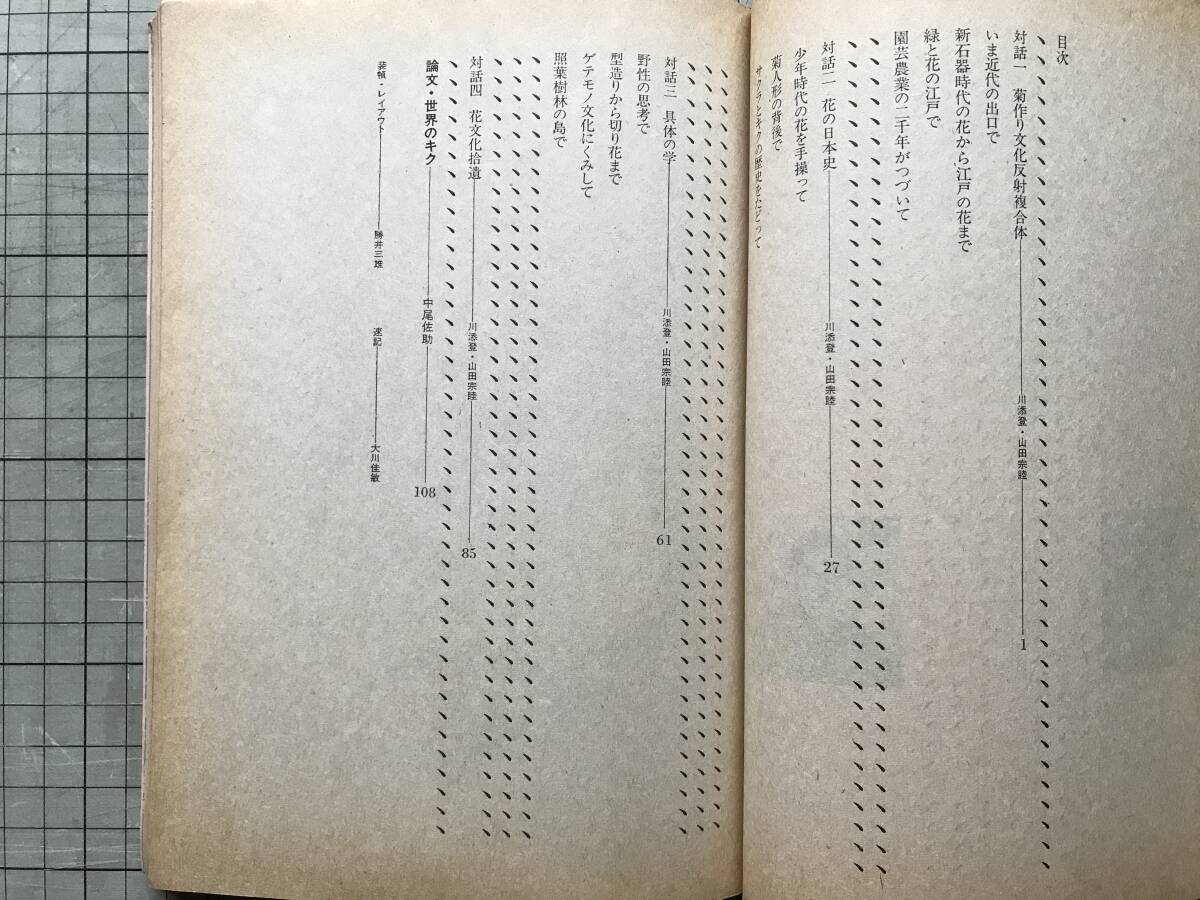 目次
対話一　菊作り文化反射複合体――川添登・山田宗睦――1
いま近代の出口で
新石器時代の花から江戸の花まで
緑と花の江戸で
園芸農業の二千年がつづいて
対話二　花の日本史――川添登・山田宗睦――27
少年時代の花を手操って
菊人形の背後で
サクラとキクの歴史をたどって
対話三　具体の学――川添登・山田宗睦――61
野性の思考で
型造りから切り花まで
ゲテモノ文化にくみして
照葉樹林の島で
対話四　花文化拾遺――川添登・山田宗睦――85
論文・世界のキク――中尾佐助――108
装幀・レイアウト――勝井三雄　速記――大川佳敏